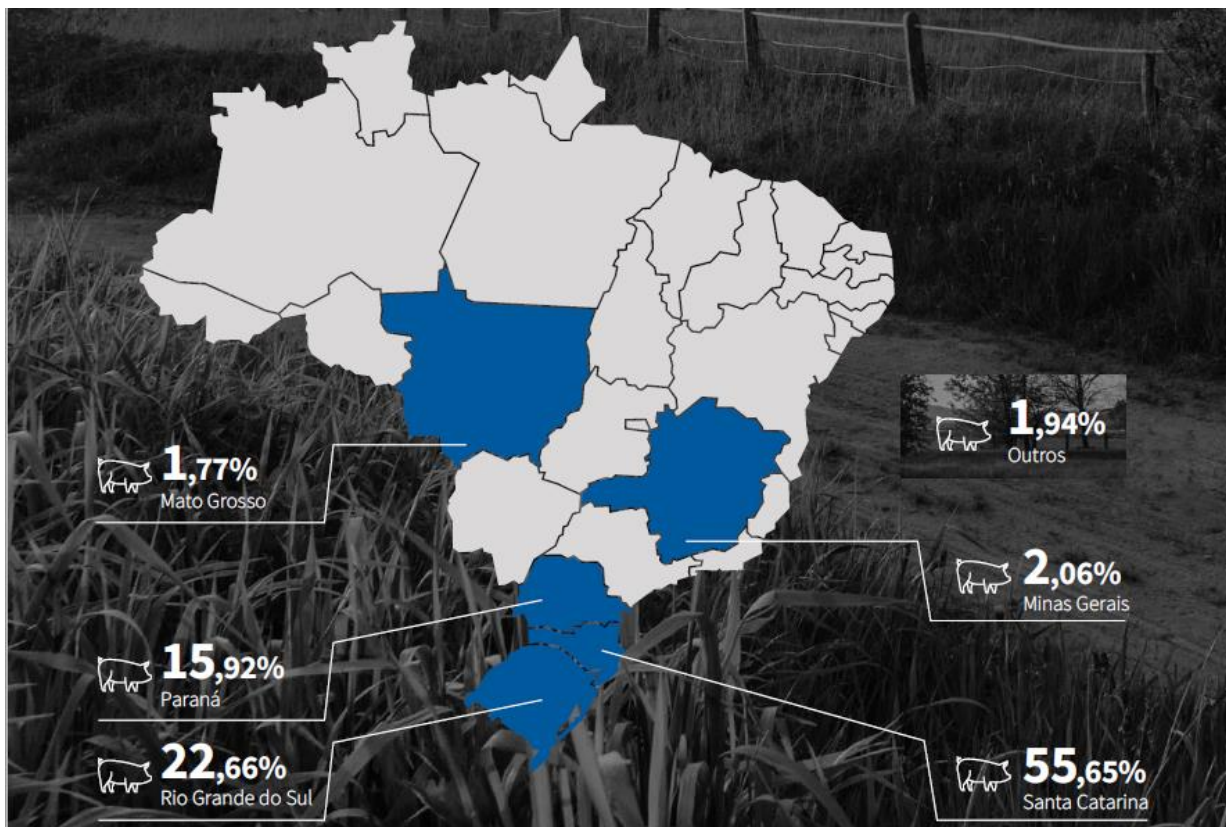 1,94%
Outros
1,77%
Mato Grosso
2,06%
Minas Gerais
15,92%
Paraná
22,66%
Rio Grande do Sul
55,65%
Santa Catarina